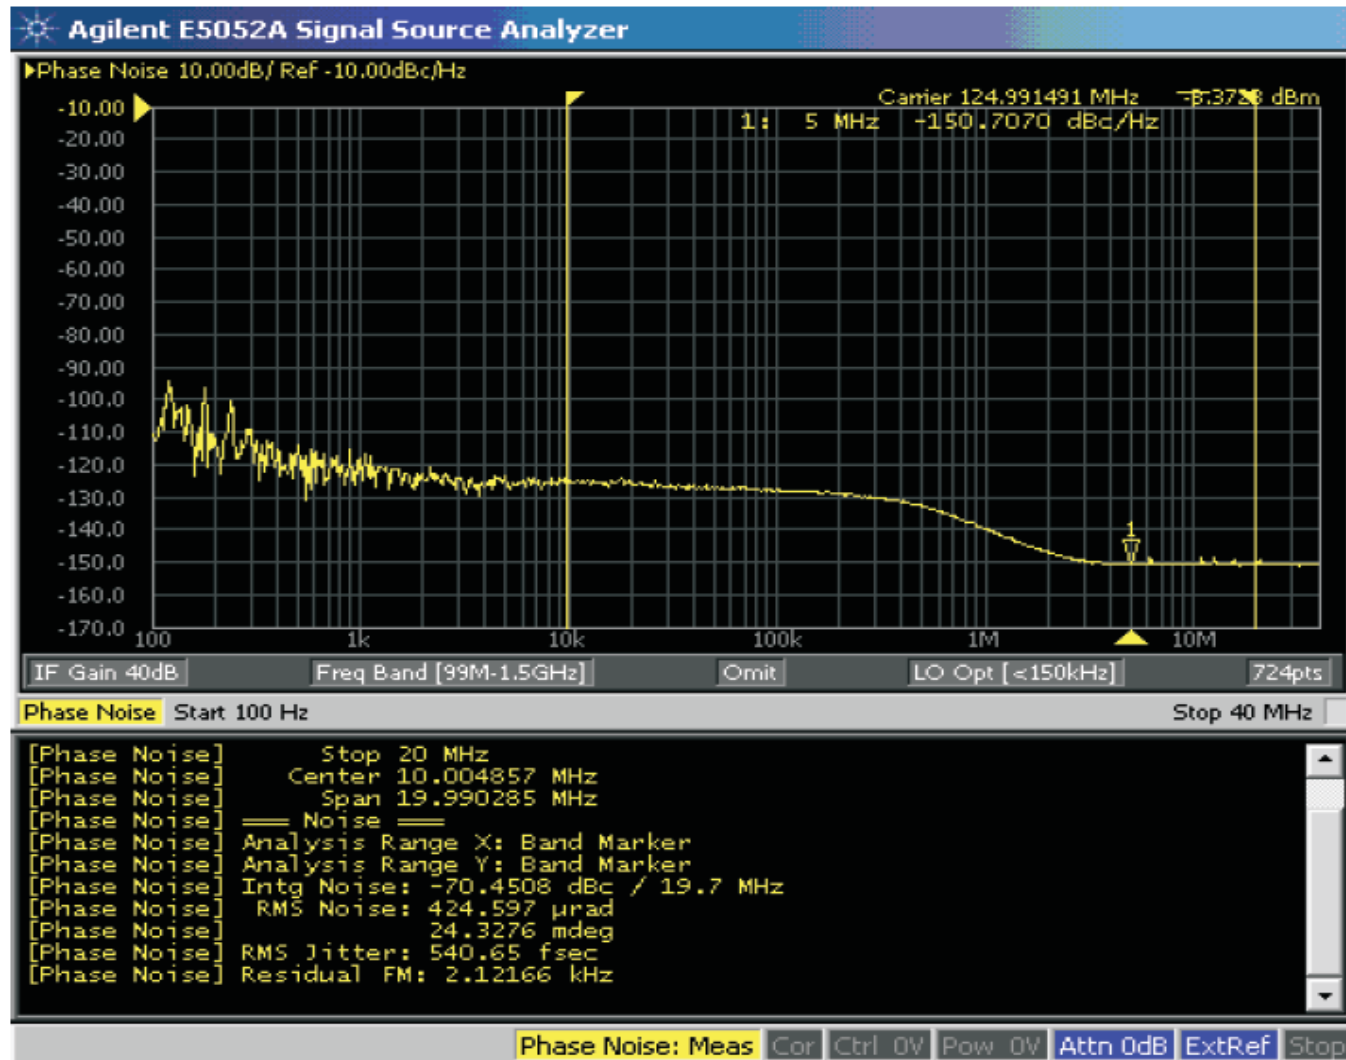 Agilent E5052A Signal Source Analyzer
Phase Noise 10.00dB/ Ref -10.00dBc/Hz
Carrier 124.991491 MHz dBm
1: 5 MHz -150.7070 dBc/Hz
-10.00
-20.00
-30.00
-40.00
-50.00
-60.00
-70.00
-80.00
-90.00
-100.0
-110.0
-120.0
-130.0
-140.0
-150.0
-160.0
-170.0
1
100 1k 10k 100k 1M 10M
IF Gain 40dB Freq Band [99M-1.5GHz] Omit LO Opt [<150kHz] 724pts
Phase Noise Start 100 Hz Stop 40 MHz
[Phase Noise] Stop 20 MHz
[Phase Noise] Center 10.004857 MHz
[Phase Noise] Span 19.990285 MHz
[Phase Noise] === Noise ===
[Phase Noise] Analysis Range X: Band Marker
[Phase Noise] Analysis Range Y: Band Marker
[Phase Noise] Intg Noise: -70.4508 dBc / 19.7 MHz
[Phase Noise] RMS Noise: 424.597 µrad
[Phase Noise] 24.3276 mdeg
[Phase Noise] RMS Jitter: 540.65 fsec
[Phase Noise] Residual FM: 2.12166 kHz
Phase Noise: Meas Cor Ctrl 0V Pow 0V Attn 0dB ExtRef Stop